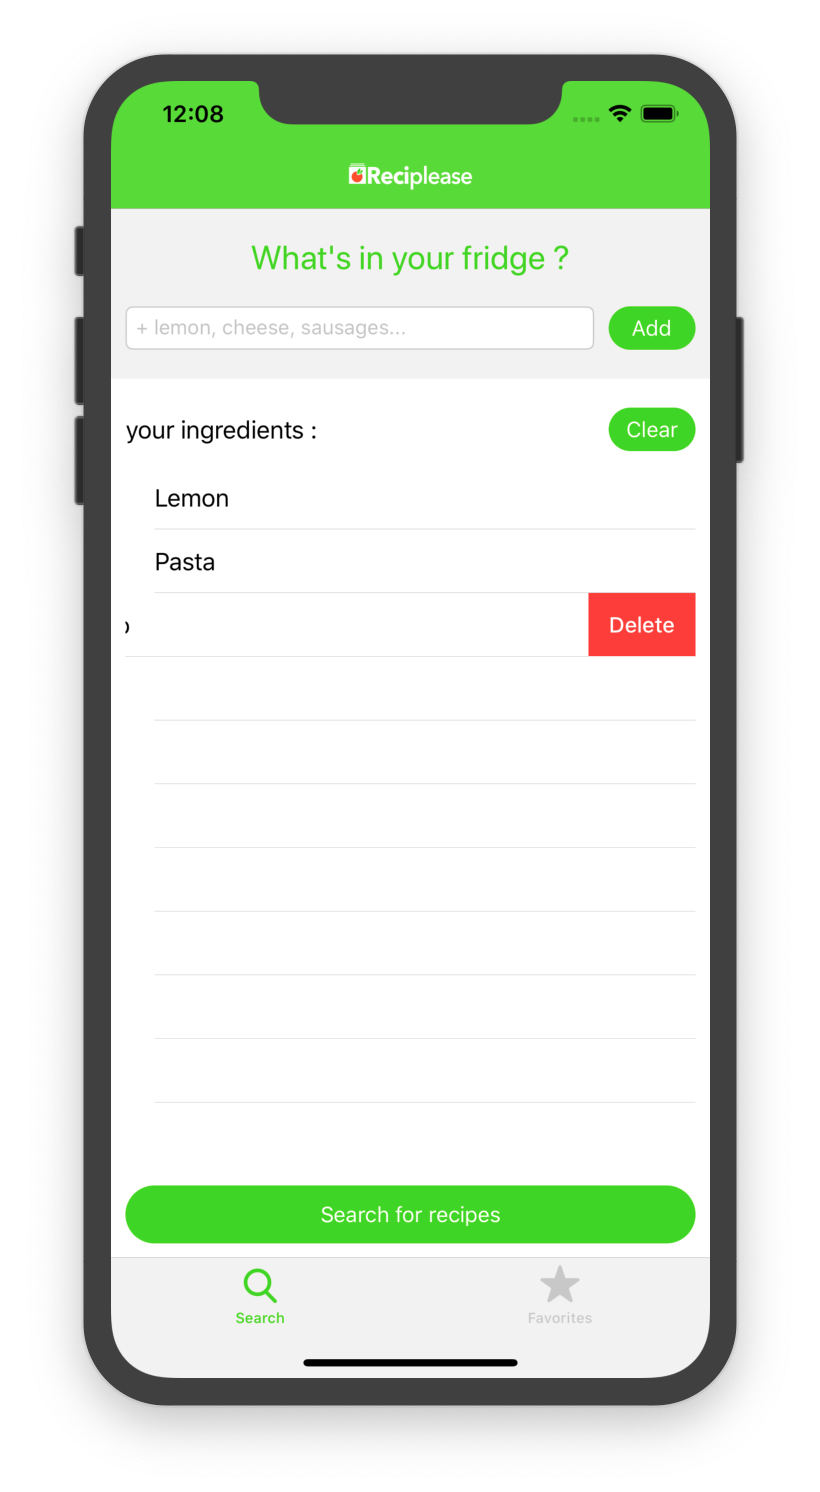 12:08
Reciplease
What's in your fridge ?
+ lemon, cheese, sausages...
Add
your ingredients :
Clear
Lemon
Pasta
Delete
Search for recipes
Search
Favorites